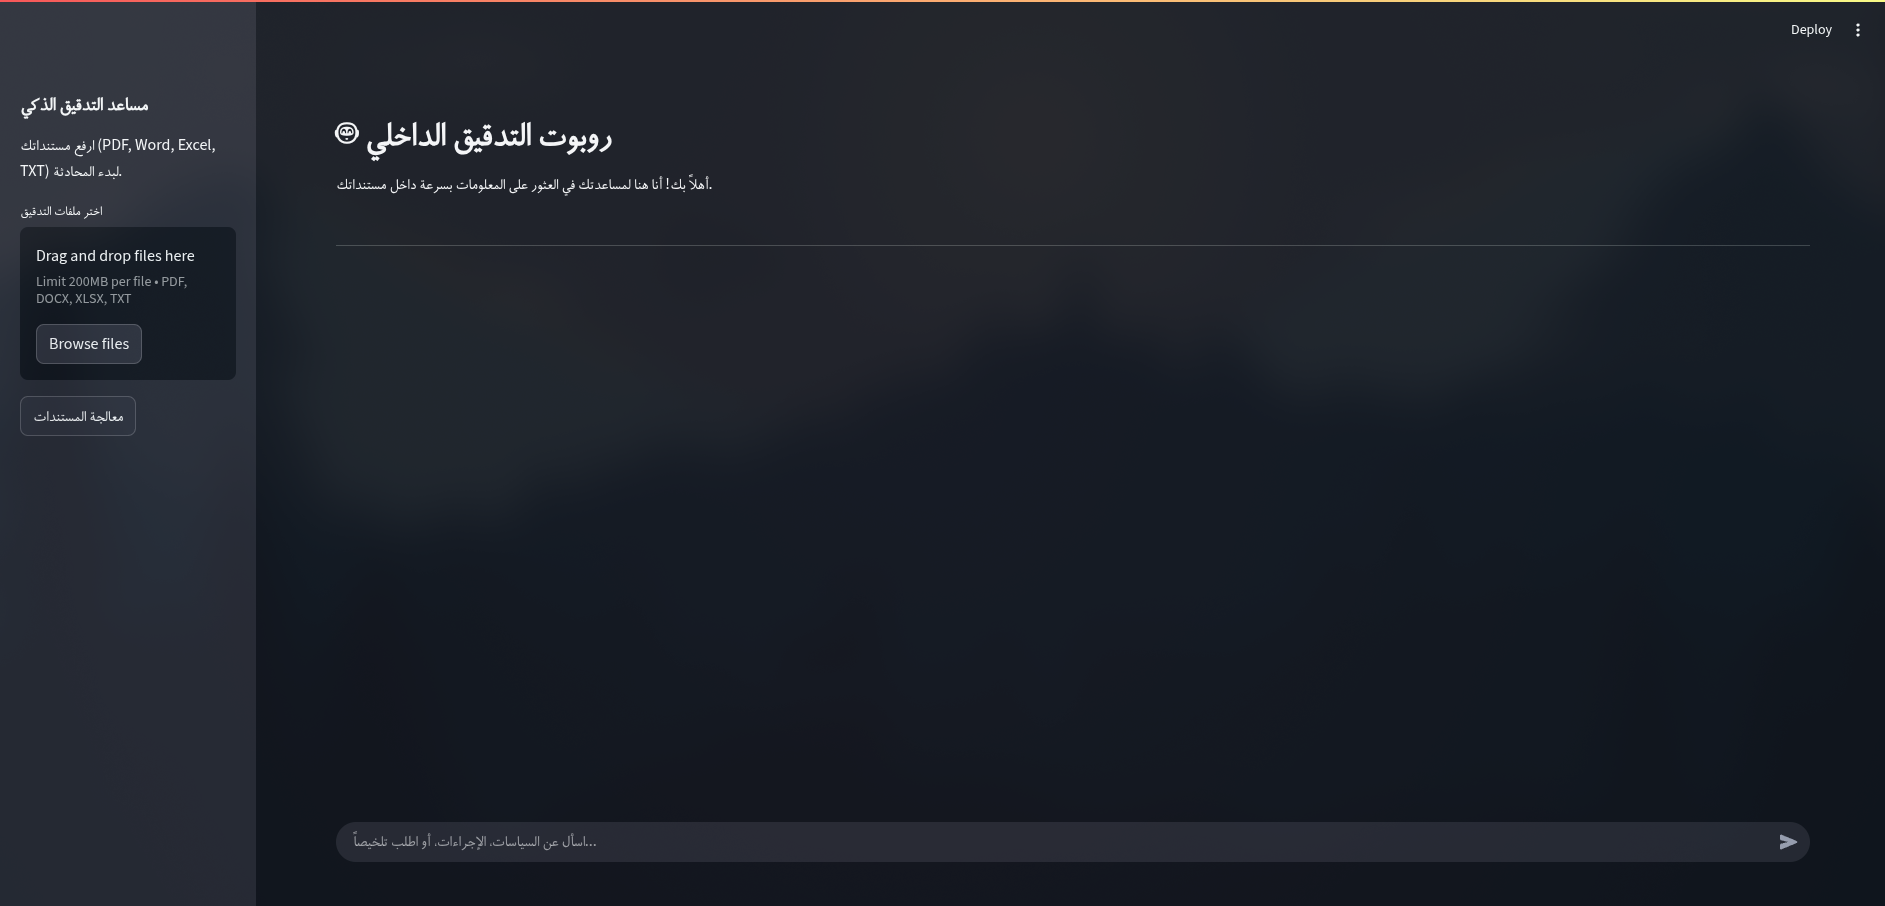 Deploy
مساعد التدقيق الذكي
ارفع مستنداتك (PDF, Word, Excel,
TXT) لبدء المحادثة.
اختر ملفات التدقيق
Drag and drop files here
Limit 200MB per file • PDF,
DOCX, XLSX, TXT
Browse files
معالجة المستندات
روبوت التدقيق الداخلي
أهلاً بك! أنا هنا لمساعدتك في العثور على المعلومات بسرعة داخل مستنداتك.
اسأل عن السياسات، الإجراءات، أو اطلب تلخيصاً...